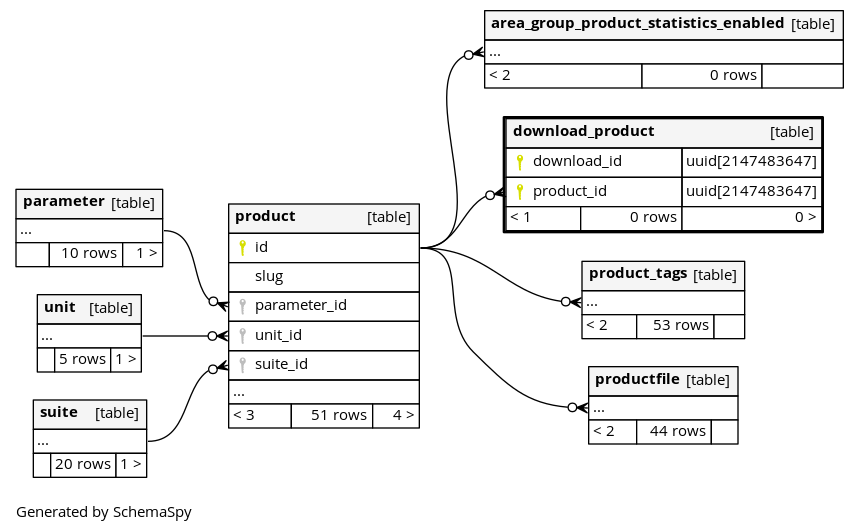 area_group_product_statistics_enabled [table]
...
< 2 0 rows
download_product [table]
download_id uuid[2147483647]
product_id uuid[2147483647]
< 1 0 rows 0 >
parameter [table]
...
10 rows 1 >
product [table]
id
slug
parameter_id
unit_id
suite_id
...
< 3 51 rows 4 >
product_tags [table]
...
< 2 53 rows
unit [table]
...
5 rows 1 >
productfile [table]
...
< 2 44 rows
suite [table]
...
20 rows 1 >
Generated by SchemaSpy